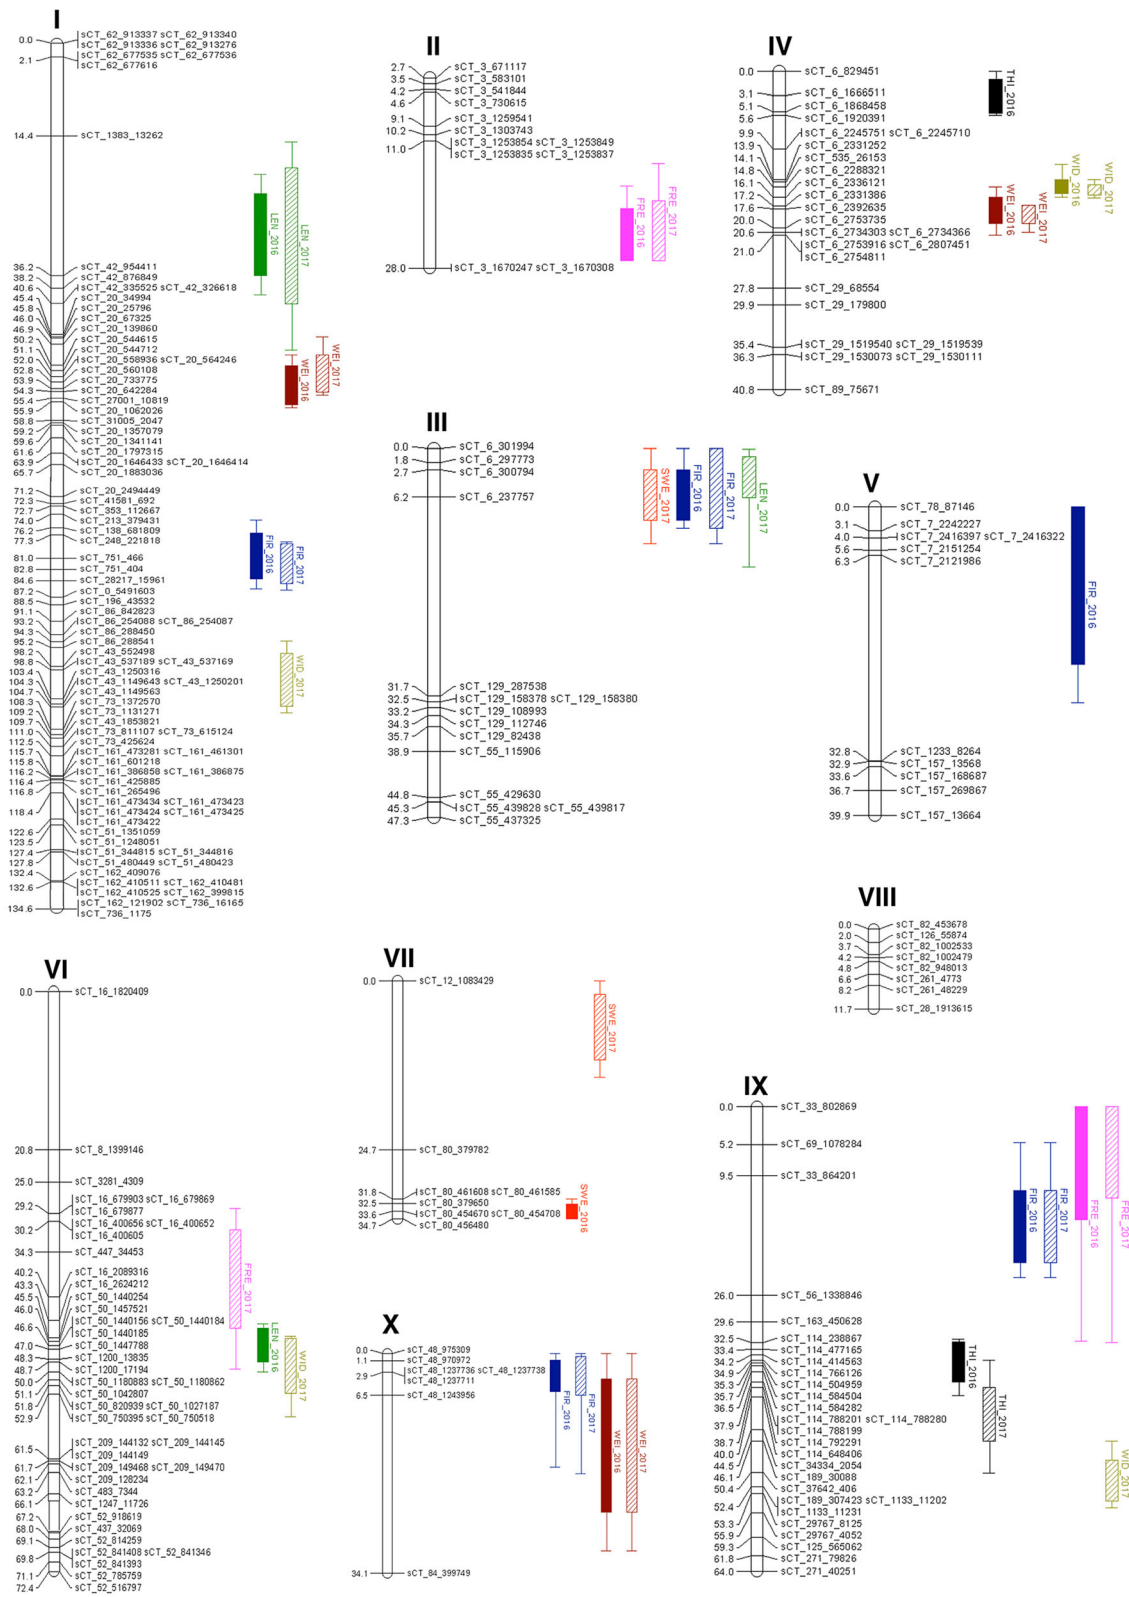 I
0.0 sCT_62_913337 sCT_62_913340
sCT_62_913336 sCT_62_913276
2.1 sCT_62_677535 sCT_62_677536
sCT_62_677616
14.4 sCT_1383_13262
36.2 sCT_42_954411
38.2 sCT_42_876849
40.6 sCT_42_335525 sCT_42_326618
45.4 sCT_20_34994
45.8 sCT_20_25796
46.0 sCT_20_67325
46.9 sCT_20_139860
50.2 sCT_20_544615
51.1 sCT_20_544712
52.0 sCT_20_558936 sCT_20_564246
52.8 sCT_20_560108
53.9 sCT_20_733775
54.3 sCT_20_642284
55.4 sCT_27001_10819
55.9 sCT_20_1062026
58.8 sCT_31005_2047
59.2 sCT_20_1357079
59.6 sCT_20_1341141
61.6 sCT_20_1797315
63.9 sCT_20_1646433 sCT_20_1646414
65.7 sCT_20_1883036
71.2 sCT_20_2494449
72.3 sCT_41581_692
72.7 sCT_353_112667
74.0 sCT_213_379431
76.2 sCT_138_681809
77.3 sCT_248_221818
81.0 sCT_751_466
82.8 sCT_751_404
84.6 sCT_28217_15961
87.2 sCT_0_5491603
88.5 sCT_196_43532
91.1 sCT_86_842823
93.2 sCT_86_254088 sCT_86_254087
94.3 sCT_86_288450
95.2 sCT_86_288541
98.2 sCT_43_552498
98.8 sCT_43_537189 sCT_43_537169
103.4 sCT_43_1250316
104.3 sCT_43_1149643 sCT_43_1250201
104.7 sCT_43_1149563
108.3 sCT_73_1372570
109.2 sCT_73_1131271
109.7 sCT_43_1853821
111.0 sCT_73_811107 sCT_73_615124
112.5 sCT_73_425624
115.7 sCT_161_473281 sCT_161_461301
115.8 sCT_161_601218
116.2 sCT_161_386858 sCT_161_386875
116.4 sCT_161_425885
116.8 sCT_161_265496
sCT_161_473434 sCT_161_473423
118.4 sCT_161_473424 sCT_161_473425
sCT_161_473422
122.6 sCT_51_1351059
123.5 sCT_51_1248051
127.4 sCT_51_344815 sCT_51_344816
127.8 sCT_51_480449 sCT_51_480423
132.4 sCT_162_409076
132.6 sCT_162_410511 sCT_162_410481
sCT_162_410525 sCT_162_399815
134.6 sCT_162_121902 sCT_736_16165
sCT_736_1175
LEN_2016
LEN_2017
WEI_2016
WEI_2017
FIR_2016
FIR_2017
WID_2017
II
2.7 sCT_3_671117
3.5 sCT_3_583101
4.2 sCT_3_541844
4.6 sCT_3_730615
9.1 sCT_3_1259541
10.2 sCT_3_1303743
11.0 sCT_3_1253854 sCT_3_1253849
sCT_3_1253835 sCT_3_1253837
28.0 sCT_3_1670247 sCT_3_1670308
FRE_2016
FRE_2017
IV
0.0 sCT_6_829451
3.1 sCT_6_1666511
5.1 sCT_6_1868458
5.6 sCT_6_1920391
9.9 sCT_6_2245751 sCT_6_2245710
13.9 sCT_6_2331252
14.1 sCT_535_26153
14.8 sCT_6_2288321
16.1 sCT_6_2336121
17.2 sCT_6_2331386
17.6 sCT_6_2392635
20.0 sCT_6_2753735
20.6 sCT_6_2734303 sCT_6_2734366
21.0 sCT_6_2753916 sCT_6_2807451
sCT_6_2754811
27.8 sCT_29_68554
29.9 sCT_29_179800
35.4 sCT_29_1519540 sCT_29_1519539
36.3 sCT_29_1530073 sCT_29_1530111
40.8 sCT_89_75671
THI_2016
WEI_2016
WEI_2017
WID_2016
WID_2017
III
0.0 sCT_6_301994
1.8 sCT_6_297773
2.7 sCT_6_300794
6.2 sCT_6_237757
31.7 sCT_129_287538
32.5 sCT_129_158378 sCT_129_158380
33.2 sCT_129_108993
34.3 sCT_129_112746
35.7 sCT_129_82438
38.9 sCT_55_115906
44.8 sCT_55_429630
45.3 sCT_55_439828 sCT_55_439817
47.3 sCT_55_437325
SWE_2017
FIR_2016
FIR_2017
LEN_2017
V
0.0 sCT_78_87146
3.1 sCT_7_2242227
4.0 sCT_7_2416397 sCT_7_2416322
5.6 sCT_7_2151254
6.3 sCT_7_2121986
32.8 sCT_1233_8264
32.9 sCT_157_13568
33.6 sCT_157_168687
36.7 sCT_157_269867
39.9 sCT_157_13664
FIR_2016
VIII
0.0 sCT_82_453678
2.0 sCT_126_55874
3.7 sCT_82_1002533
4.2 sCT_82_1002479
4.8 sCT_82_948013
6.6 sCT_261_4773
8.2 sCT_261_48229
11.7 sCT_28_1913615
VI
0.0 sCT_16_1820409
20.8 sCT_8_1399146
25.0 sCT_3281_4309
29.2 sCT_16_679903 sCT_16_679869
sCT_16_679877
30.2 sCT_16_400656 sCT_16_400652
sCT_16_400605
34.3 sCT_447_34453
40.2 sCT_16_2089316
43.3 sCT_16_2624212
45.5 sCT_50_1440254
46.0 sCT_50_1457521
46.6 sCT_50_1440156 sCT_50_1440184
sCT_50_1440185
47.0 sCT_50_1447788
48.3 sCT_1200_13835
48.7 sCT_1200_17194
50.0 sCT_50_1180883 sCT_50_1180862
51.1 sCT_50_1042807
51.8 sCT_50_820939 sCT_50_1027187
52.9 sCT_50_750395 sCT_50_750518
61.5 sCT_209_144132 sCT_209_144145
sCT_209_144149
61.7 sCT_209_149468 sCT_209_149470
62.1 sCT_209_128234
63.2 sCT_483_7344
66.1 sCT_1247_11726
67.2 sCT_52_918619
68.0 sCT_437_32069
69.1 sCT_52_814259
69.8 sCT_52_841408 sCT_52_841346
sCT_52_841393
71.1 sCT_52_785759
72.4 sCT_52_516797
FRE_2017
LEN_2016
WID_2017
VII
0.0 sCT_12_1083429
24.7 sCT_80_379782
31.8 sCT_80_461608 sCT_80_461585
32.5 sCT_80_379650
33.6 sCT_80_454670 sCT_80_454708
34.7 sCT_80_456480
SWE_2017
SWE_2016
X
0.0 sCT_48_975309
1.1 sCT_48_970972
2.9 sCT_48_1237736 sCT_48_1237738
sCT_48_1237711
6.5 sCT_48_1243956
34.1 sCT_84_399749
FIR_2016
FIR_2017
WEI_2016
WEI_2017
IX
0.0 sCT_33_802869
5.2 sCT_69_1078284
9.5 sCT_33_864201
26.0 sCT_56_1338846
29.6 sCT_163_450628
32.5 sCT_114_238867
33.4 sCT_114_477165
34.2 sCT_114_414563
34.9 sCT_114_766126
35.3 sCT_114_504959
35.7 sCT_114_584504
36.5 sCT_114_584282
37.9 sCT_114_788201 sCT_114_788280
sCT_114_788199
38.7 sCT_114_792291
40.0 sCT_114_648406
44.5 sCT_34334_2054
46.1 sCT_189_30088
50.4 sCT_37642_406
52.4 sCT_189_307423 sCT_1133_11202
sCT_1133_11231
53.3 sCT_29767_8125
55.9 sCT_29767_4052
59.3 sCT_125_565062
61.8 sCT_271_79826
64.0 sCT_271_40251
FIR_2016
FIR_2017
FRE_2016
FRE_2017
THI_2016
THI_2017
WID_2017